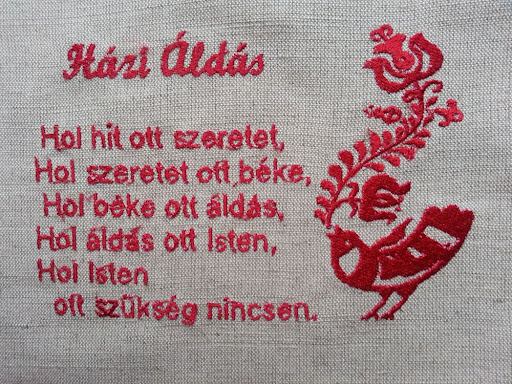 Házi Áldás
Hol hit ott szeretet,
Hol szeretet ott béke,
Hol béke ott áldás,
Hol áldás ott Isten,
Hol Isten
ott szükség nincsen.